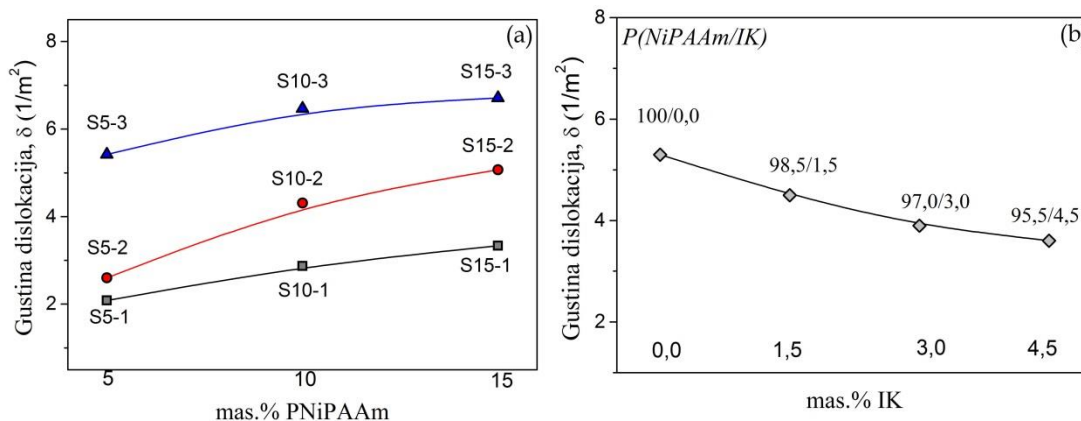 (a)
Gustina dislokacija, δ (1/m²)
8
6
4
2
S5-3
S10-3
S15-3
S5-2
S10-2
S15-2
S5-1
S10-1
S15-1
5
10
15
mas.% PNiPAAm
(b)
P(NiPAAm/IK)
Gustina dislokacija, δ (1/m²)
8
6
4
2
100/0,0
98,5/1,5
97,0/3,0
95,5/4,5
0,0
1,5
3,0
4,5
mas.% IK